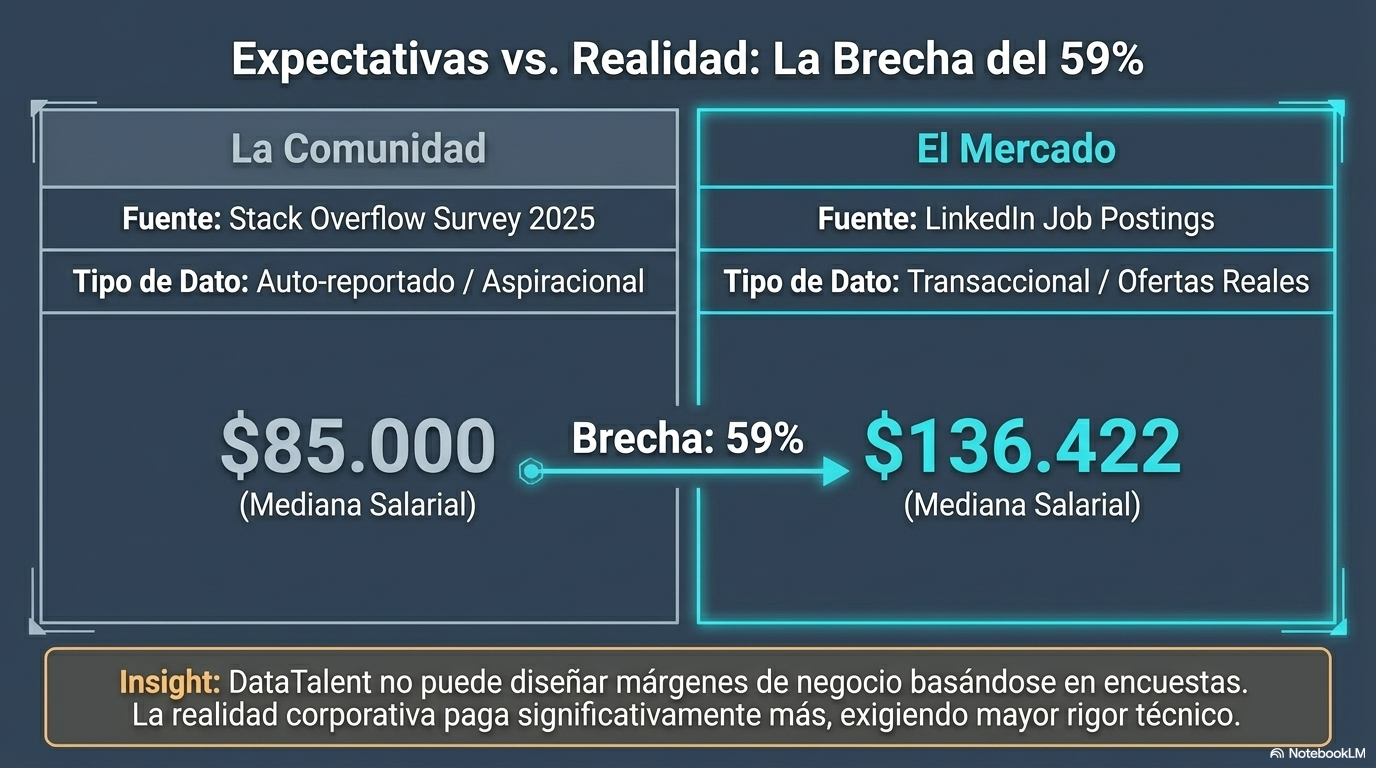 Expectativas vs. Realidad: La Brecha del 59%
La Comunidad
Fuente: Stack Overflow Survey 2025
Tipo de Dato: Auto-reportado / Aspiracional
$85.000
(Mediana Salarial)
Brecha: 59%
El Mercado
Fuente: LinkedIn Job Postings
Tipo de Dato: Transaccional / Ofertas Reales
$136.422
(Mediana Salarial)
Insight: DataTalent no puede diseñar márgenes de negocio basándose en encuestas.
La realidad corporativa paga significativamente más, exigiendo mayor rigor técnico.
NotebookLM